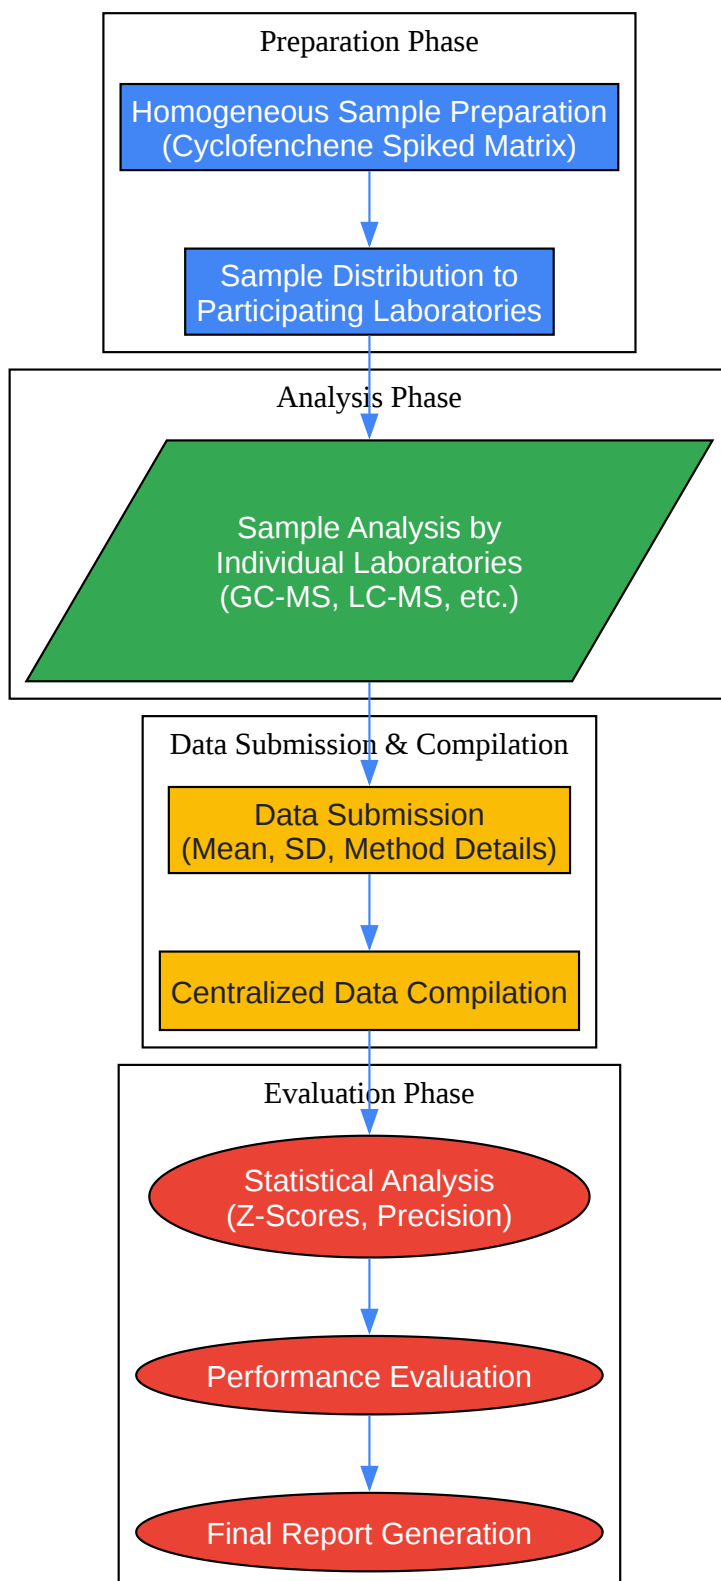 Preparation Phase
Homogeneous Sample Preparation
(Cyclofenchene Spiked Matrix)
Sample Distribution to
Participating Laboratories
Analysis Phase
Sample Analysis by
Individual Laboratories
(GC-MS, LC-MS, etc.)
Data Submission & Compilation
Data Submission
(Mean, SD, Method Details)
Centralized Data Compilation
Evaluation Phase
Statistical Analysis
(Z-Scores, Precision)
Performance Evaluation
Final Report Generation